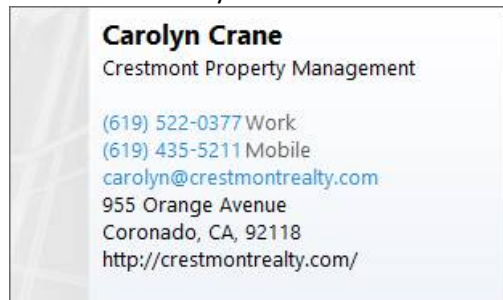 Carolyn Crane
Crestmont Property Management
(619) 522-0377 Work
(619) 435-5211 Mobile
carolyn@crestmontrealty.com
955 Orange Avenue
Coronado, CA, 92118
http://crestmontrealty.com/